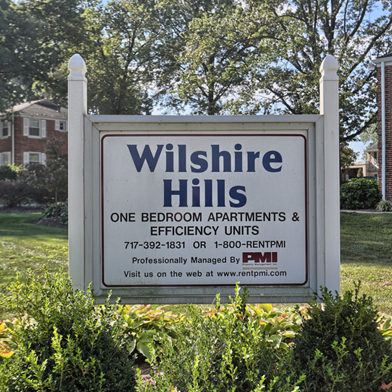 Wilshire
Hills
ONE BEDROOM APARTMENTS &
EFFICIENCY UNITS
717-392-1831 OR 1-800-RENTPMI
Professionally Managed By PMI
Visit us on the web at www.rentpmi.com